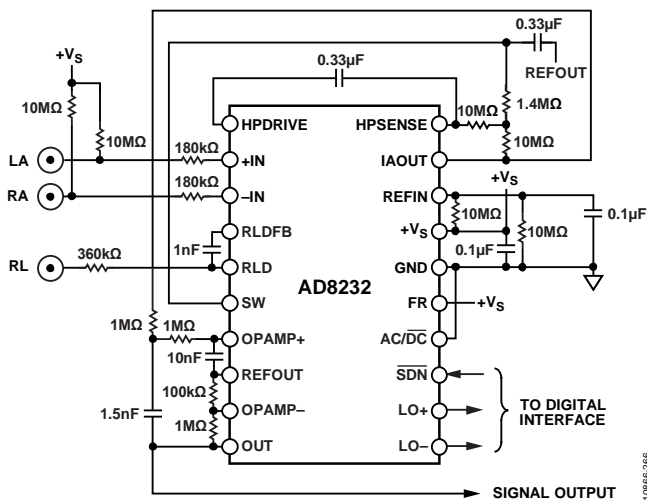 0.33µF
REFOUT
+VS
0.33µF
10MΩ
10MΩ
10MΩ
1.4MΩ
10MΩ
HPDRIVE
HPSENSE
LA
180kΩ
+IN
IAOUT
RA
180kΩ
–IN
REFIN
+VS
10MΩ
0.1µF
RLDFB
+VS
0.1µF
10MΩ
1nF
RL
360kΩ
RLD
GND
AD8232
SW
FR
+VS
1MΩ
1MΩ
OPAMP+
AC/DC
10nF
REFOUT
SDN
100kΩ
1.5nF
OPAMP–
LO+
TO DIGITAL
INTERFACE
1MΩ
OUT
LO–
SIGNAL OUTPUT
10866-266